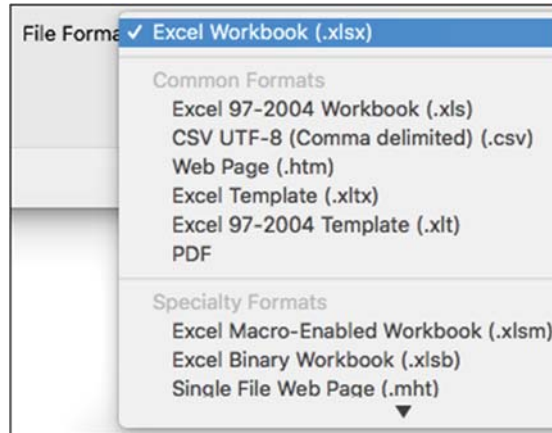 File Forma ✓ Excel Workbook (.xlsx)
Common Formats
Excel 97-2004 Workbook (.xls)
CSV UTF-8 (Comma delimited) (.csv)
Web Page (.htm)
Excel Template (.xltx)
Excel 97-2004 Template (.xlt)
PDF
Specialty Formats
Excel Macro-Enabled Workbook (.xlsm)
Excel Binary Workbook (.xlsb)
Single File Web Page (.mht)